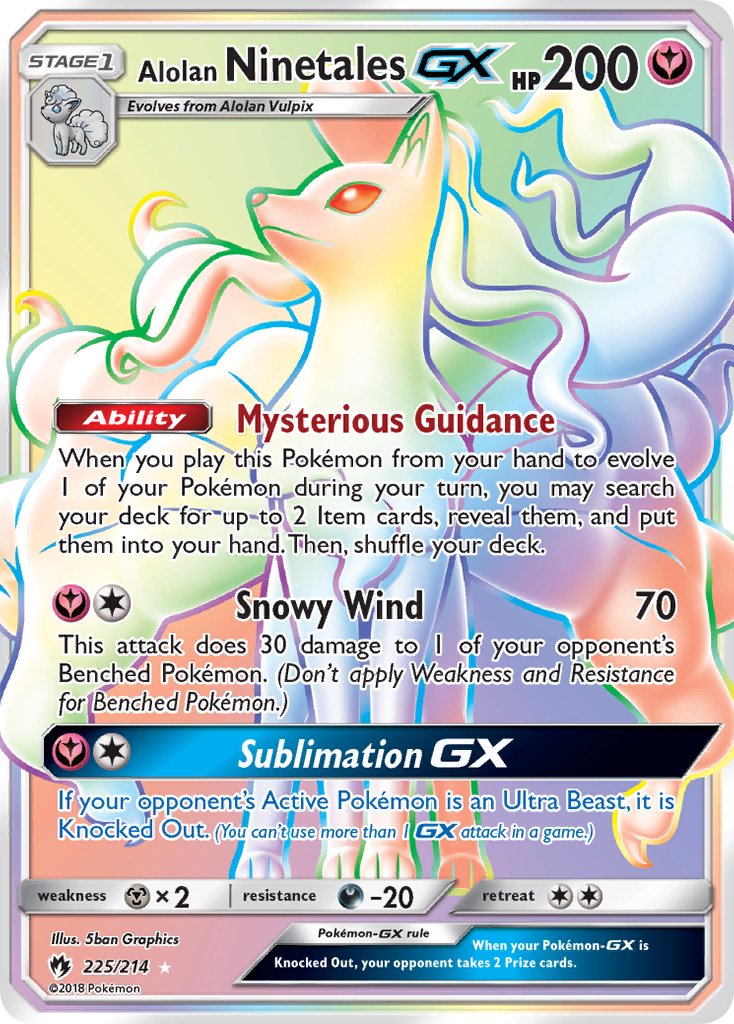 STAGE1
Alolan Ninetales GX HP 200
Evolves from Alolan Vulpix
Ability Mysterious Guidance
When you play this Pokémon from your hand to evolve
1 of your Pokémon during your turn, you may search
your deck for up to 2 Item cards, reveal them, and put
them into your hand. Then, shuffle your deck.
Snowy Wind 70
This attack does 30 damage to 1 of your opponent's
Benched Pokémon. (Don't apply Weakness and Resistance
for Benched Pokémon.)
Sublimation GX
If your opponent's Active Pokémon is an Ultra Beast, it is
Knocked Out. (You can't use more than 1 GX attack in a game.)
weakness ×2 resistance -20 retreat
Illus. 5ban Graphics
Pokémon-GX rule
When your Pokémon-GX is
Knocked Out, your opponent takes 2 Prize cards.
225/214
©2018 Pokémon